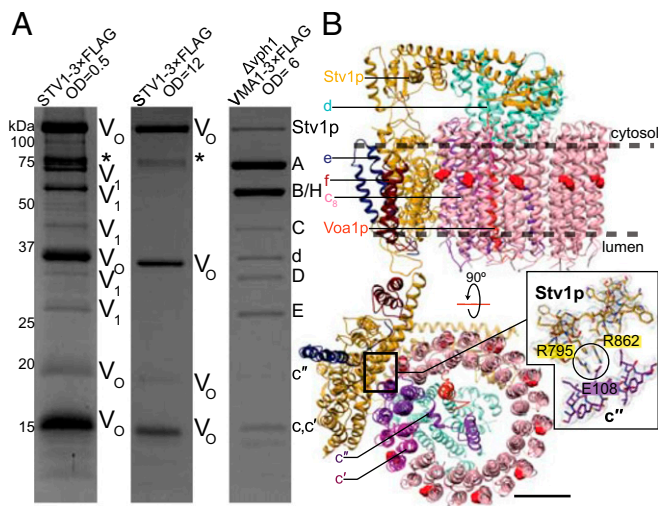 A
STV1-3×FLAG
OD=0.5
STV1-3×FLAG
OD=12
Δvph1
VMA1-3×FLAG
OD= 6
kDa
100
75
50
37
25
20
15
VO
*
V1
V1
V1
VO
V1
V1
VO
VO
VO
*
VO
VO
VO
Stv1p
A
B/H
C
d
D
E
c″
c,c′
B
Stv1p
d
e
f
c8
Voa1p
cytosol
lumen
90º
Stv1p
R862
R795
E108
c″
c″
c′